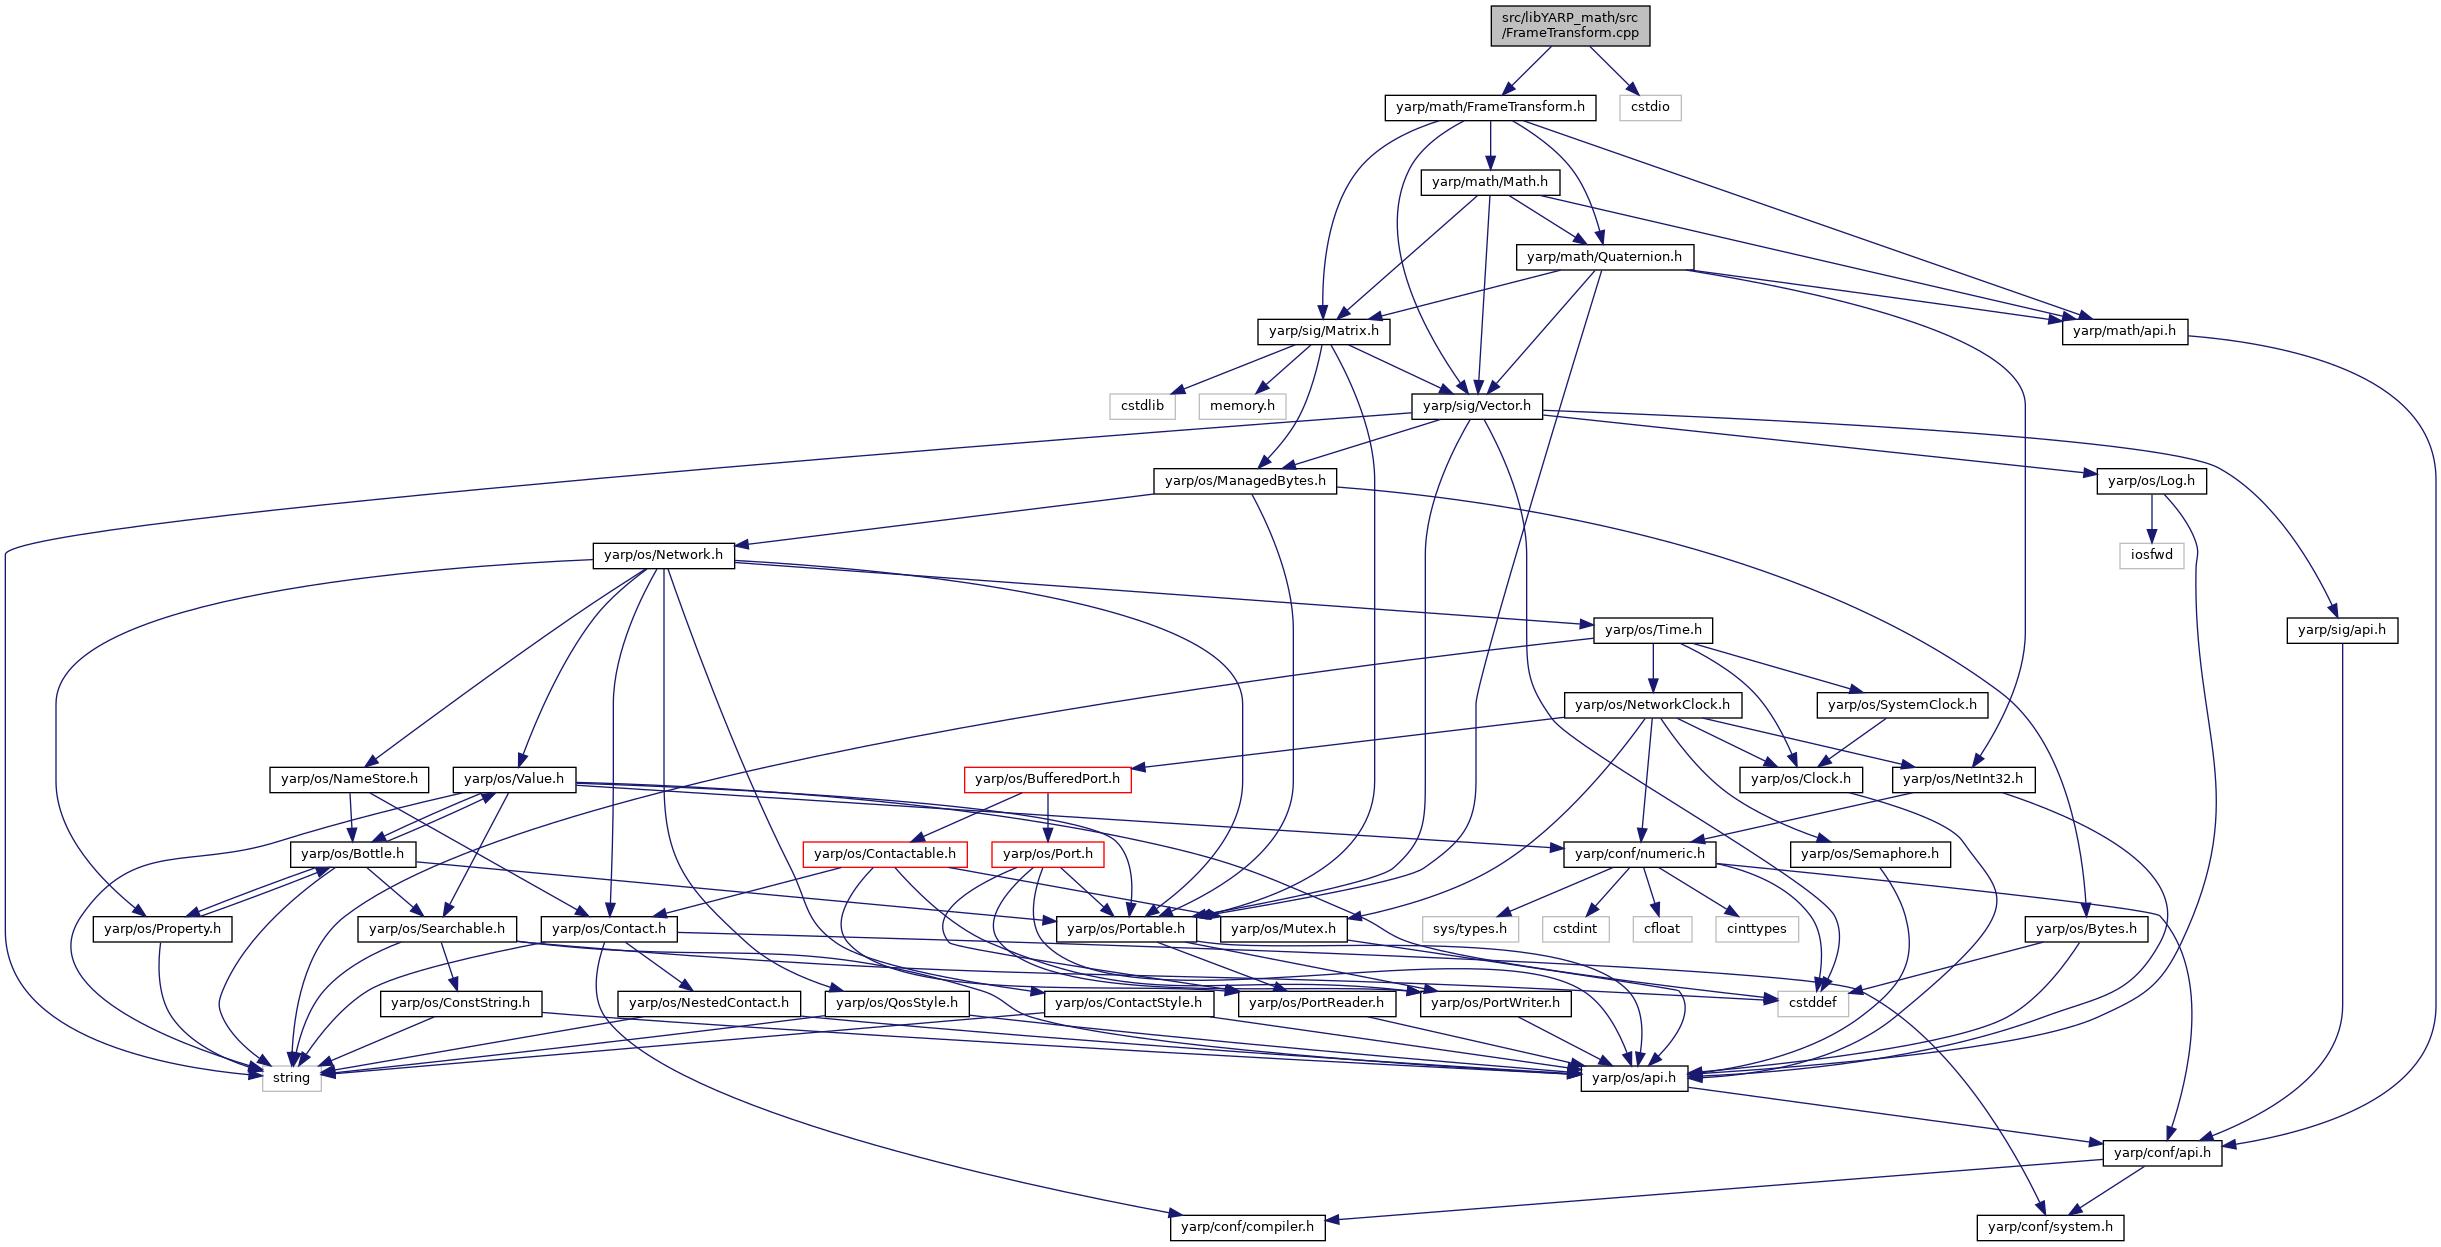 src/libYARP_math/src
/FrameTransform.cpp
yarp/math/FrameTransform.h
cstdio
yarp/math/Math.h
yarp/math/Quaternion.h
yarp/sig/Matrix.h
yarp/math/api.h
cstdlib
memory.h
yarp/sig/Vector.h
yarp/os/ManagedBytes.h
yarp/os/Log.h
yarp/os/Network.h
iosfwd
yarp/os/Time.h
yarp/sig/api.h
yarp/os/NetworkClock.h
yarp/os/SystemClock.h
yarp/os/NameStore.h
yarp/os/Value.h
yarp/os/BufferedPort.h
yarp/os/Clock.h
yarp/os/NetInt32.h
yarp/os/Bottle.h
yarp/os/Contactable.h
yarp/os/Port.h
yarp/conf/numeric.h
yarp/os/Semaphore.h
yarp/os/Property.h
yarp/os/Searchable.h
yarp/os/Contact.h
yarp/os/Portable.h
yarp/os/Mutex.h
sys/types.h
cstdint
cfloat
cinttypes
yarp/os/Bytes.h
yarp/os/ConstString.h
yarp/os/NestedContact.h
yarp/os/QosStyle.h
yarp/os/ContactStyle.h
yarp/os/PortReader.h
yarp/os/PortWriter.h
cstddef
string
yarp/os/api.h
yarp/conf/api.h
yarp/conf/compiler.h
yarp/conf/system.h